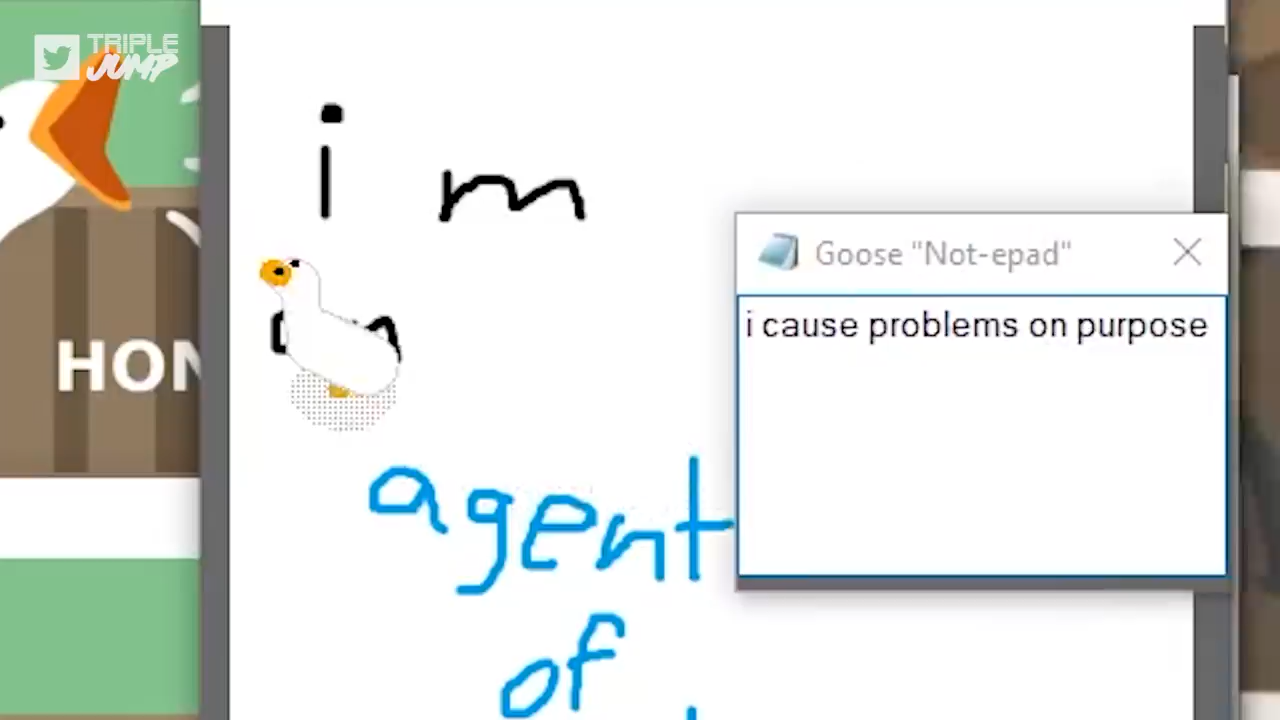 TRIPLE
JUMP
i m
Goose "Not-epad"
i cause problems on purpose
HON
agent
of